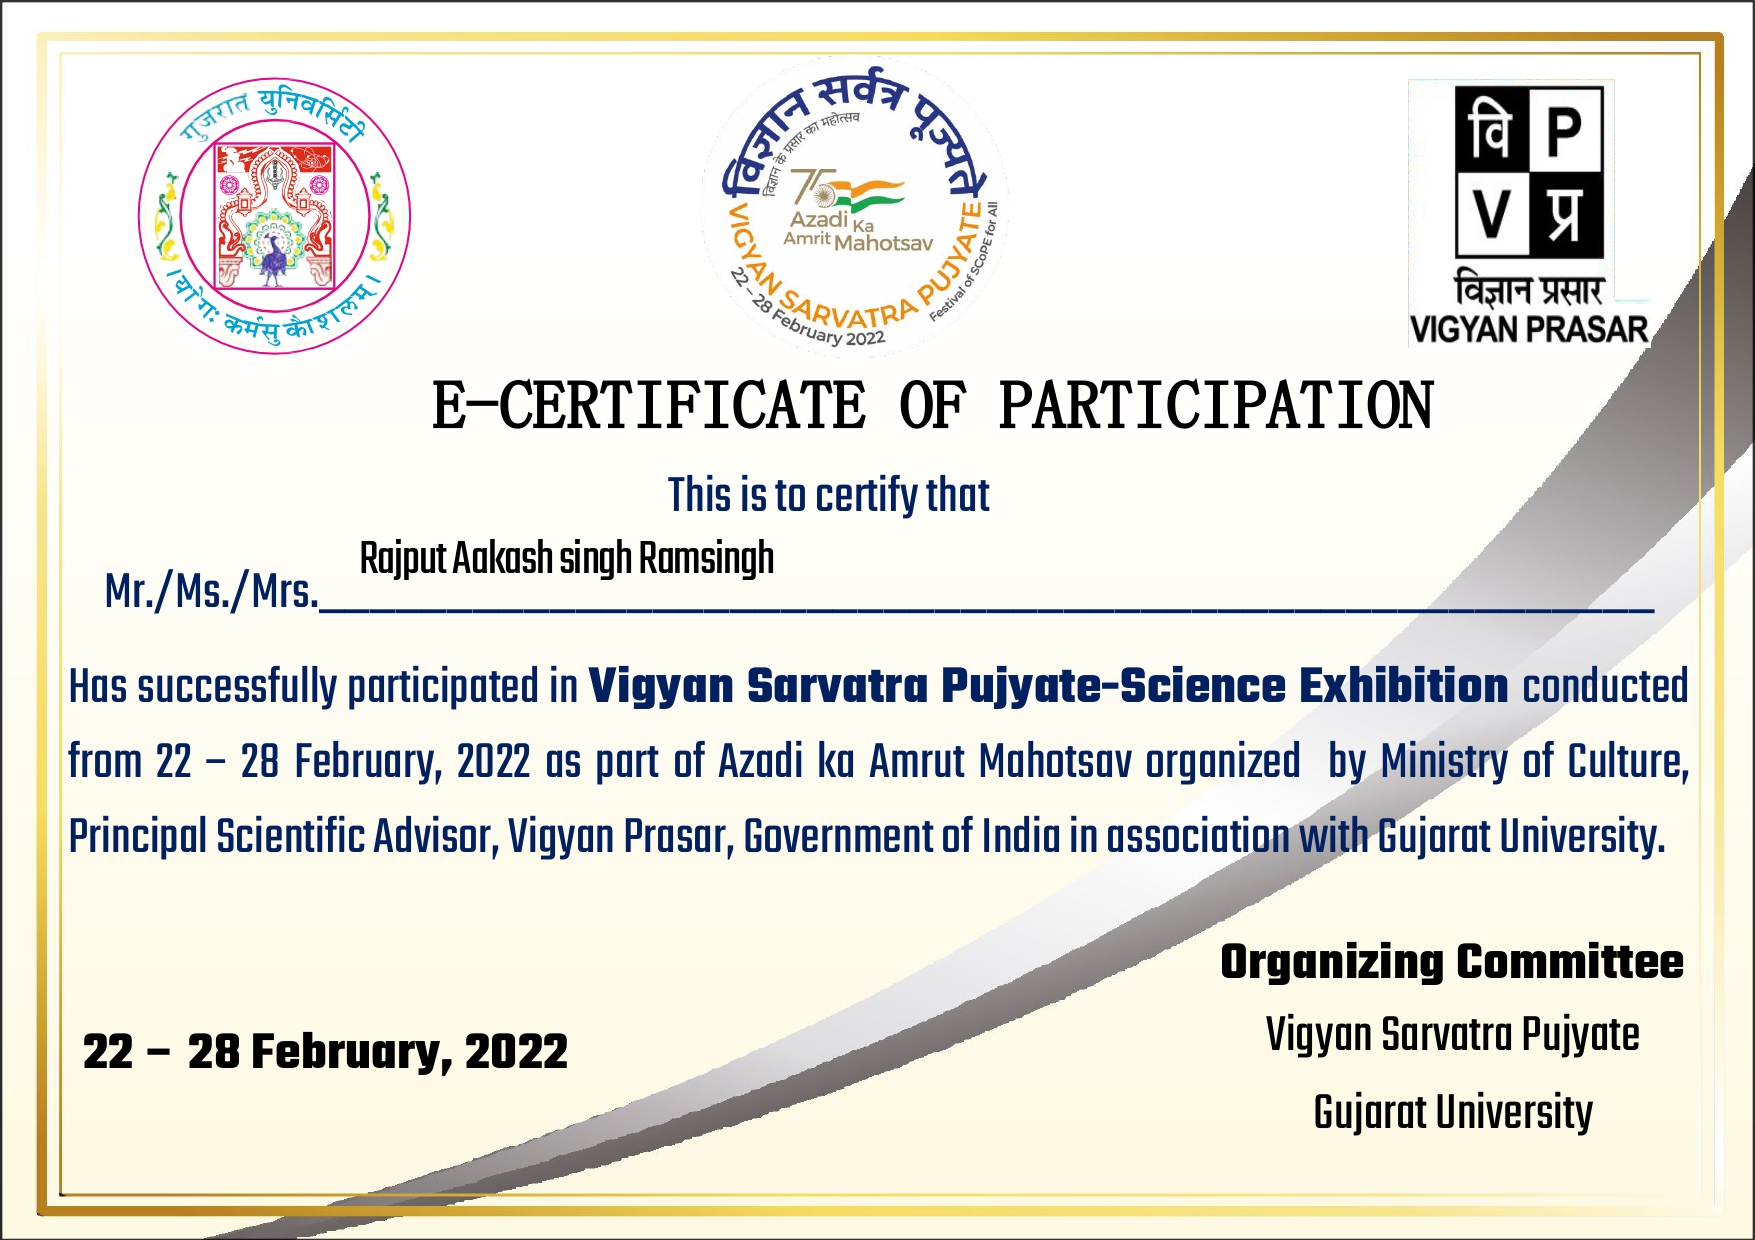 गुजरात युनिवर्सिटी
। योगः कर्मसु कौशलम् ।
विज्ञान सर्वत्र पूज्यते
विज्ञान के प्रसार का महोत्सव
75
Azadi Ka
Amrit Mahotsav
VIGYAN SARVATRA PUJYATE
22 – 28 February 2022
Festival of SCoPE for All
वि P
V प्र
विज्ञान प्रसार
VIGYAN PRASAR
E-CERTIFICATE OF PARTICIPATION
This is to certify that
Rajput Aakash singh Ramsingh
Mr./Ms./Mrs.____________________________________________________
Has successfully participated in Vigyan Sarvatra Pujyate-Science Exhibition conducted
from 22 – 28 February, 2022 as part of Azadi ka Amrut Mahotsav organized by Ministry of Culture,
Principal Scientific Advisor, Vigyan Prasar, Government of India in association with Gujarat University.
Organizing Committee
Vigyan Sarvatra Pujyate
Gujarat University
22 – 28 February, 2022